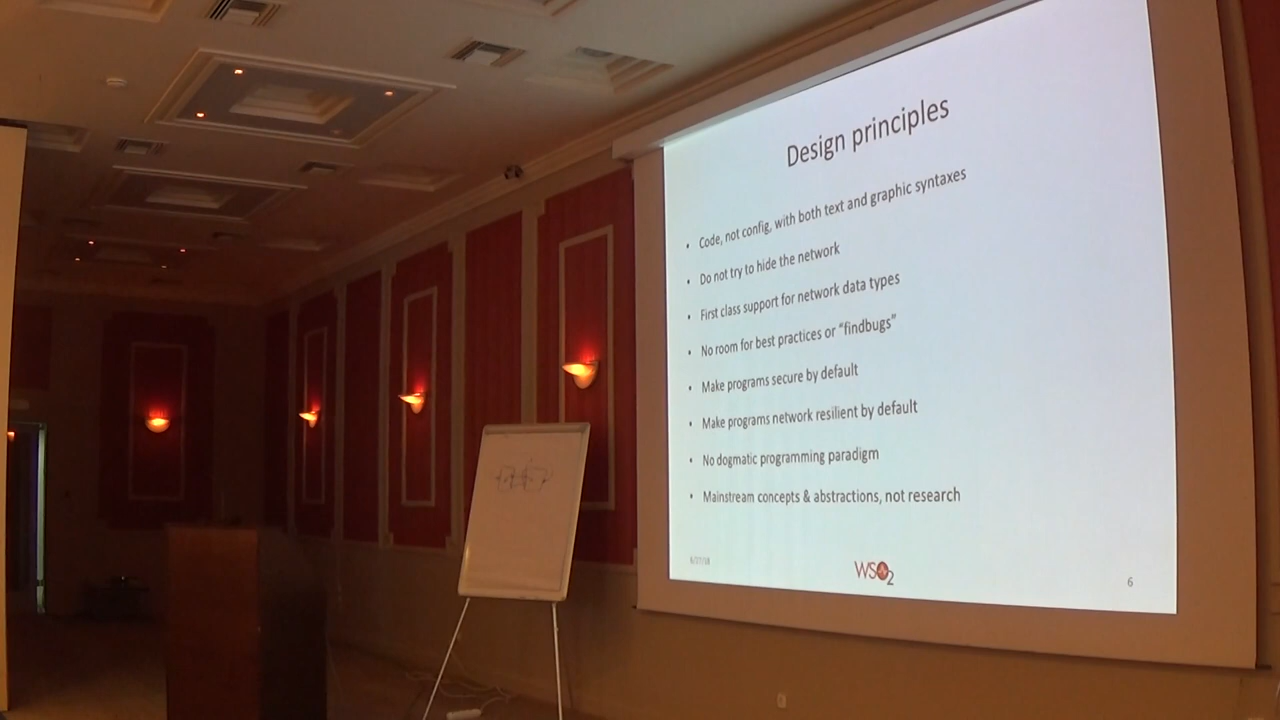 Design principles
• Code, not config, with both text and graphic syntaxes
• Do not try to hide the network
• First class support for network data types
• No room for best practices or “findbugs”
• Make programs secure by default
• Make programs network resilient by default
• No dogmatic programming paradigm
• Mainstream concepts & abstractions, not research
WSO2
6